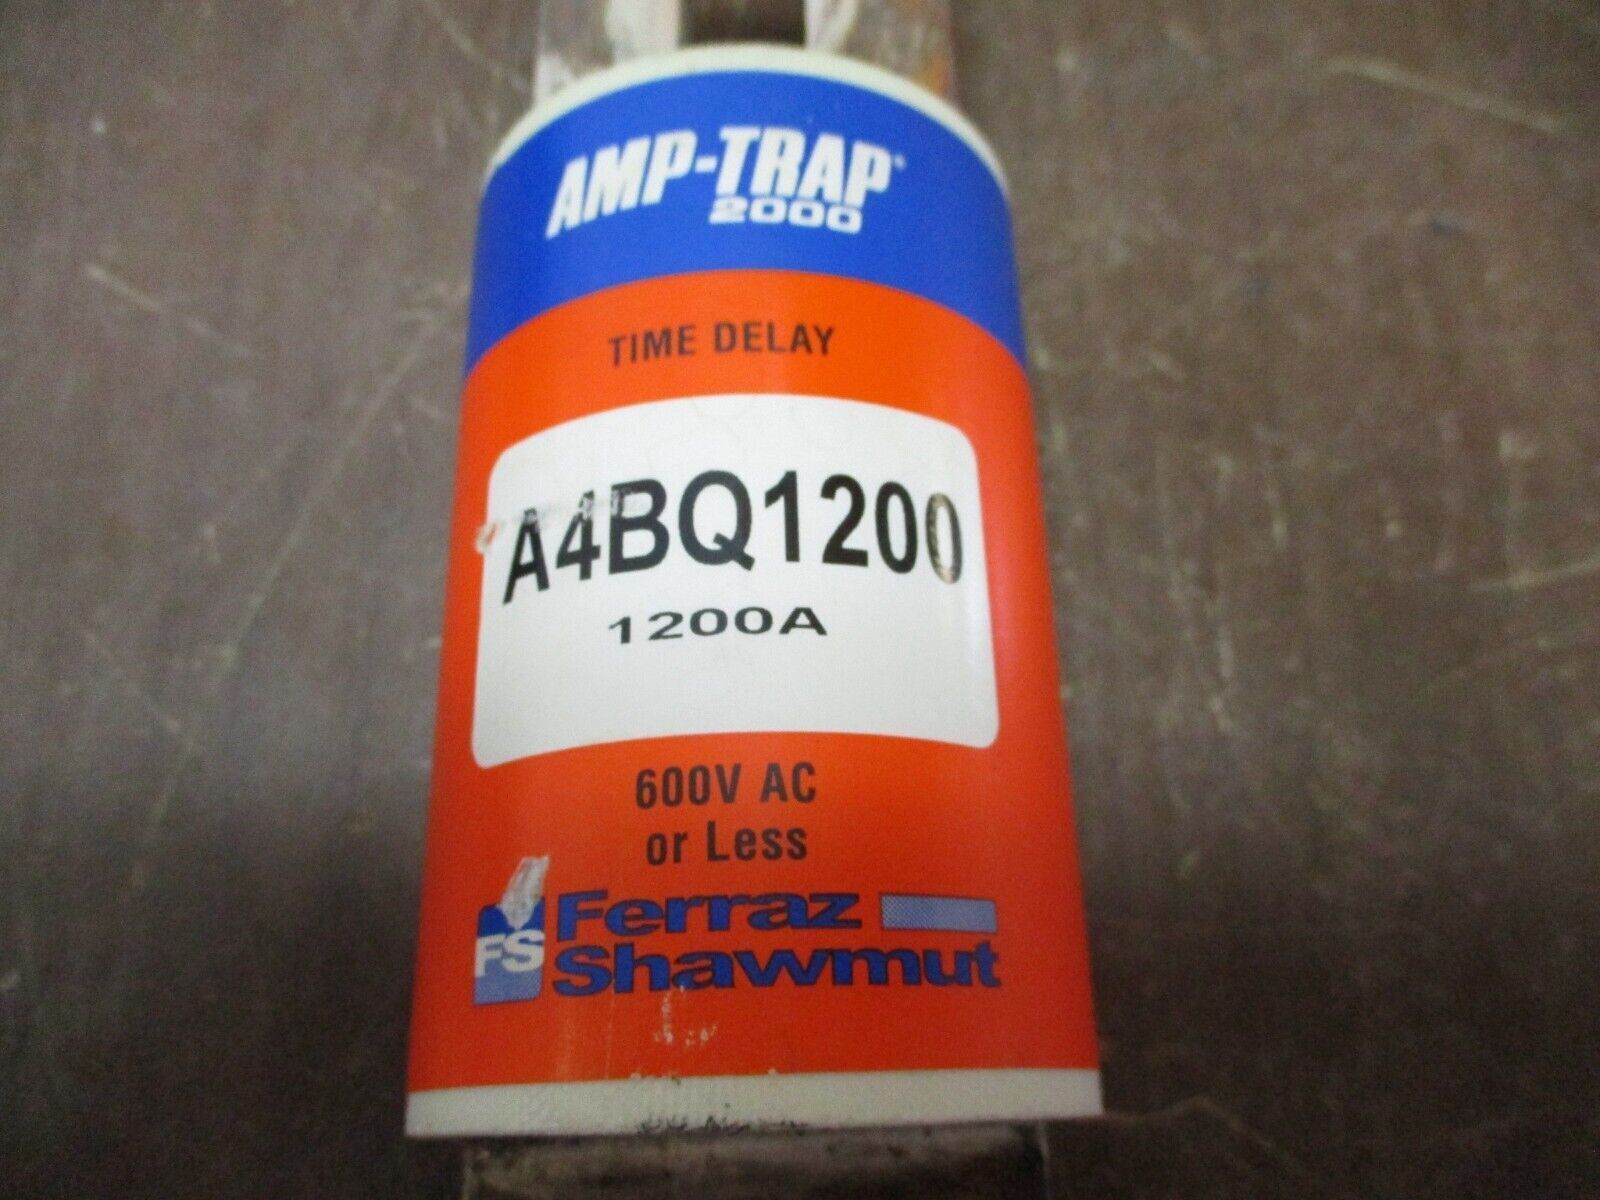 AMP-TRAP®
2000
TIME DELAY
A4BQ1200
1200A
600V AC
or Less
FS Ferraz
Shawmut